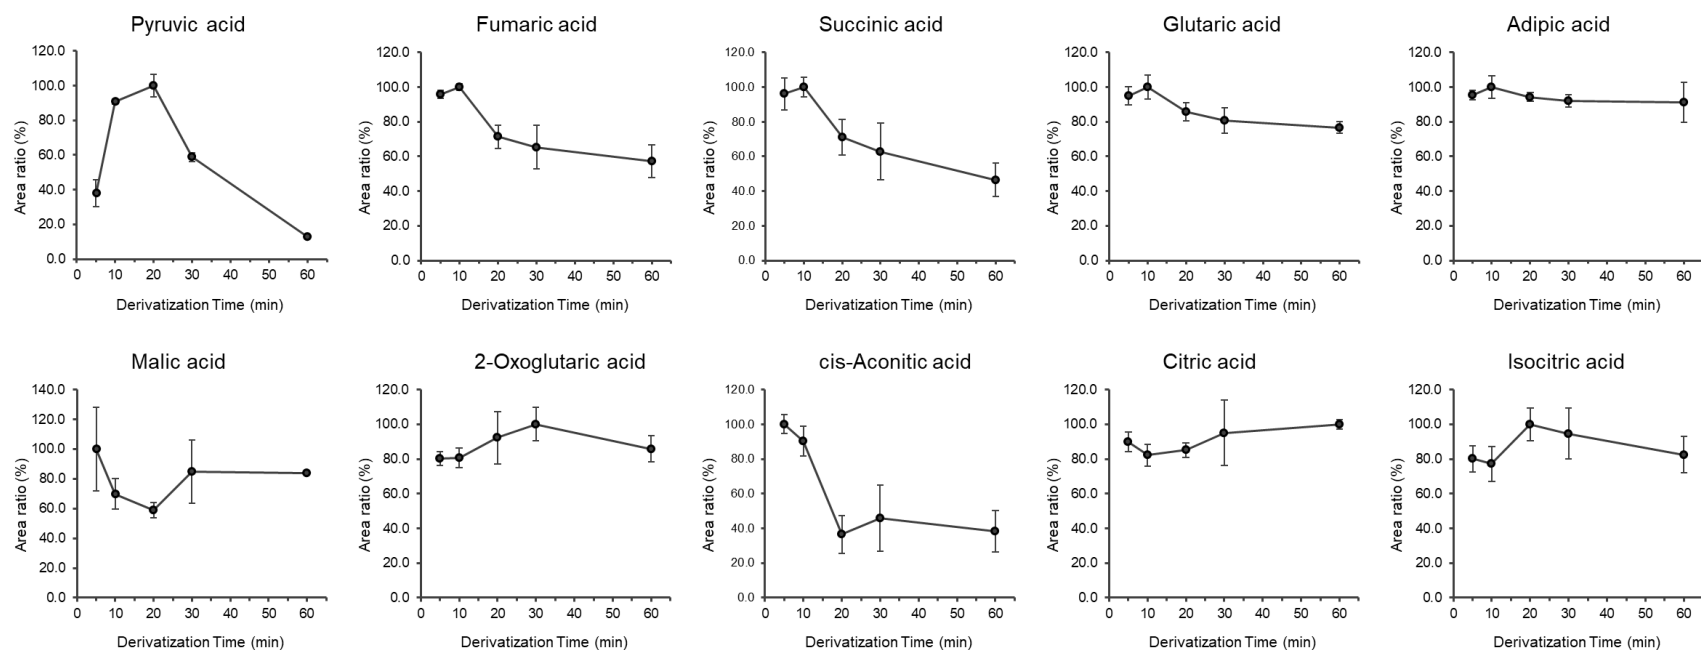 Pyruvic acid
120.0
100.0
80.0
60.0
40.0
20.0
0.0
Area ratio (%)
0 10 20 30 40 50 60
Derivatization Time (min)
Fumaric acid
120.0
100.0
80.0
60.0
40.0
20.0
0.0
Area ratio (%)
0 10 20 30 40 50 60
Derivatization Time (min)
Succinic acid
120.0
100.0
80.0
60.0
40.0
20.0
0.0
Area ratio (%)
0 10 20 30 40 50 60
Derivatization Time (min)
Glutaric acid
120.0
100.0
80.0
60.0
40.0
20.0
0.0
Area ratio (%)
0 10 20 30 40 50 60
Derivatization Time (min)
Adipic acid
120.0
100.0
80.0
60.0
40.0
20.0
0.0
Area ratio (%)
0 10 20 30 40 50 60
Derivatization Time (min)
Malic acid
140.0
120.0
100.0
80.0
60.0
40.0
20.0
0.0
Area ratio (%)
0 10 20 30 40 50 60
Derivatization Time (min)
2-Oxoglutaric acid
120.0
100.0
80.0
60.0
40.0
20.0
0.0
Area ratio (%)
0 10 20 30 40 50 60
Derivatization Time (min)
cis-Aconitic acid
120.0
100.0
80.0
60.0
40.0
20.0
0.0
Area ratio (%)
0 10 20 30 40 50 60
Derivatization Time (min)
Citric acid
120.0
100.0
80.0
60.0
40.0
20.0
0.0
Area ratio (%)
0 10 20 30 40 50 60
Derivatization Time (min)
Isocitric acid
120.0
100.0
80.0
60.0
40.0
20.0
0.0
Area ratio (%)
0 10 20 30 40 50 60
Derivatization Time (min)